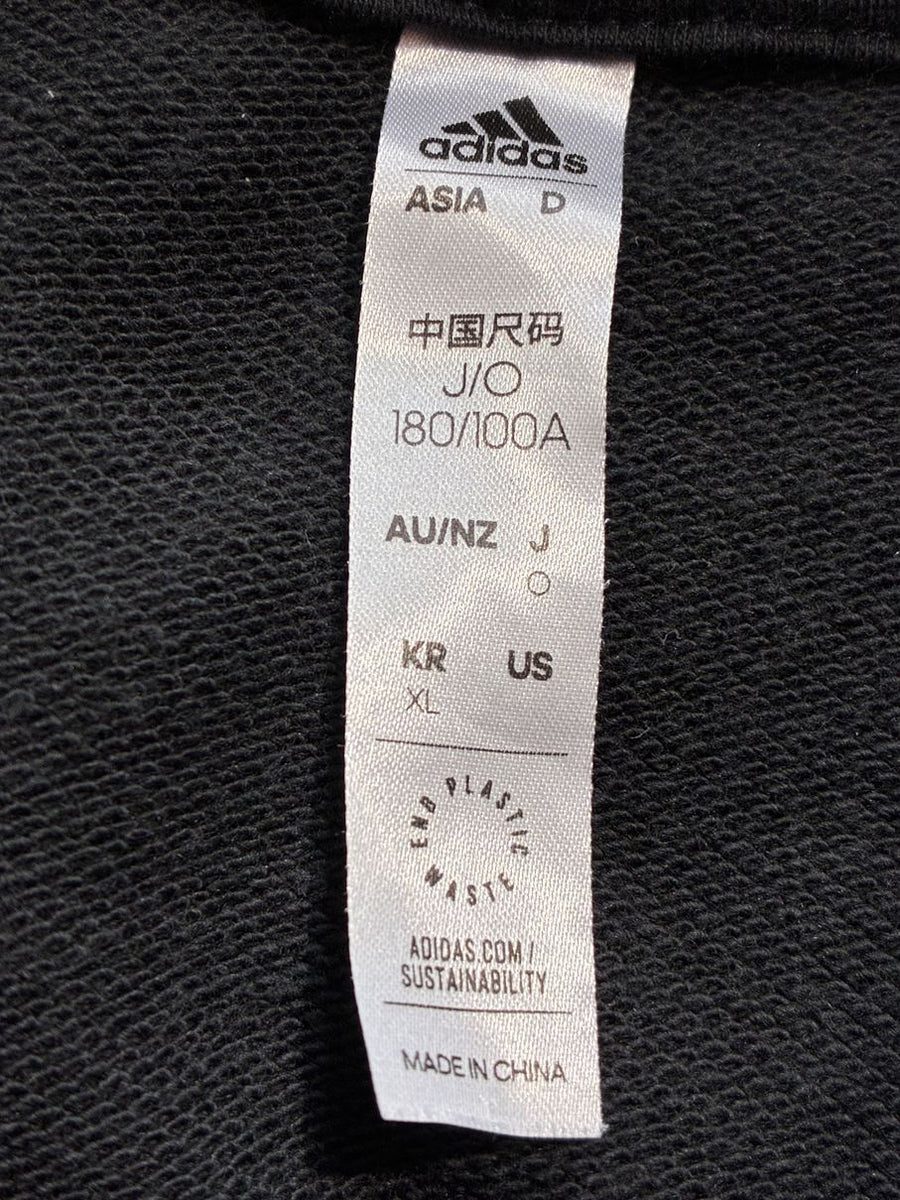 adidas
ASIA D
中国尺码
J/O
180/100A
AU/NZ J
O
KR US
XL
END PLASTIC WASTE
ADIDAS.COM/
SUSTAINABILITY
MADE IN CHINA